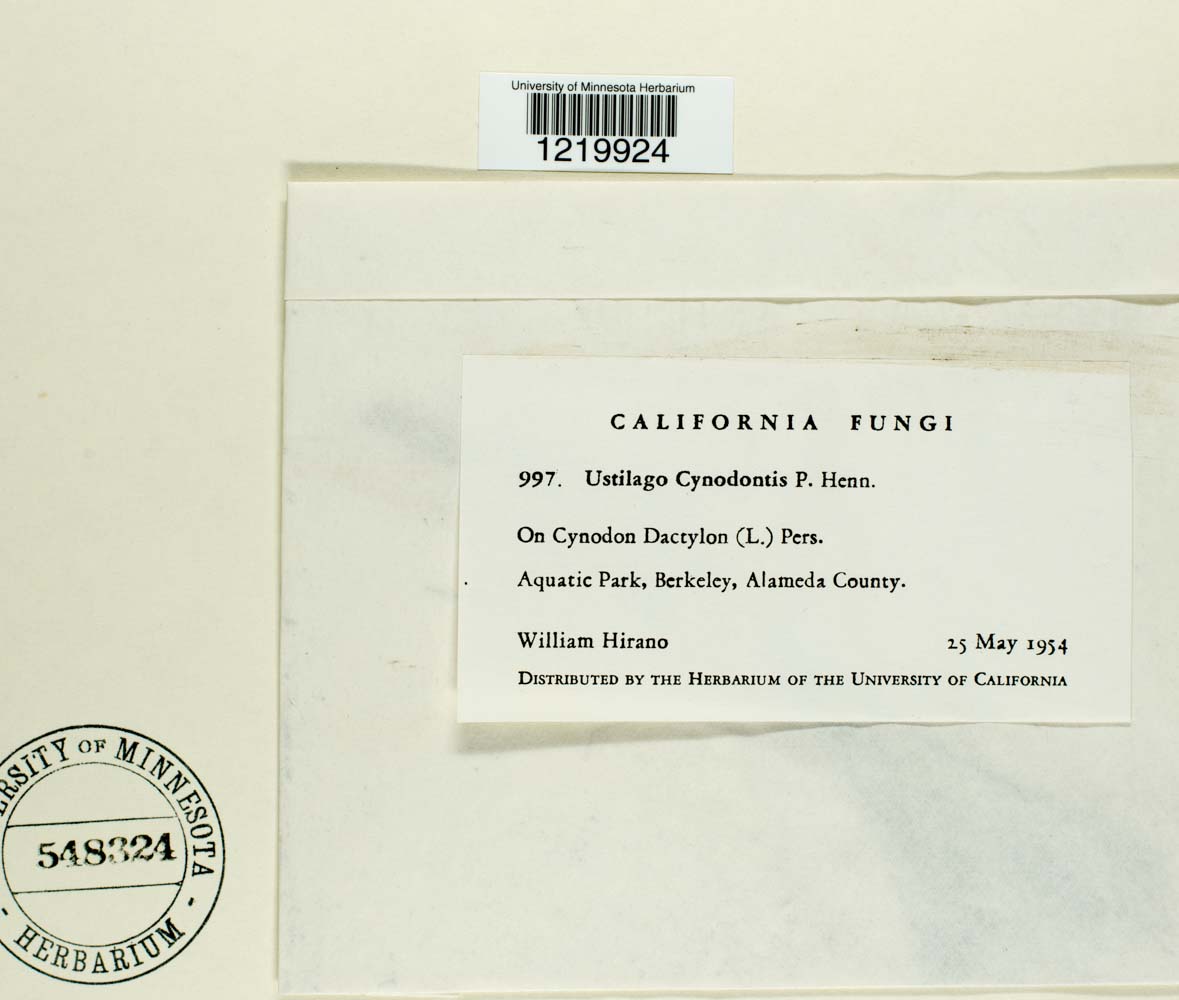 University of Minnesota Herbarium
1219924
CALIFORNIA FUNGI
997. Ustilago Cynodontis P. Henn.
On Cynodon Dactylon (L.) Pers.
Aquatic Park, Berkeley, Alameda County.
William Hirano 25 May 1954
DISTRIBUTED BY THE HERBARIUM OF THE UNIVERSITY OF CALIFORNIA
RSITY OF MINNESOTA
548324
- HERBARIUM -